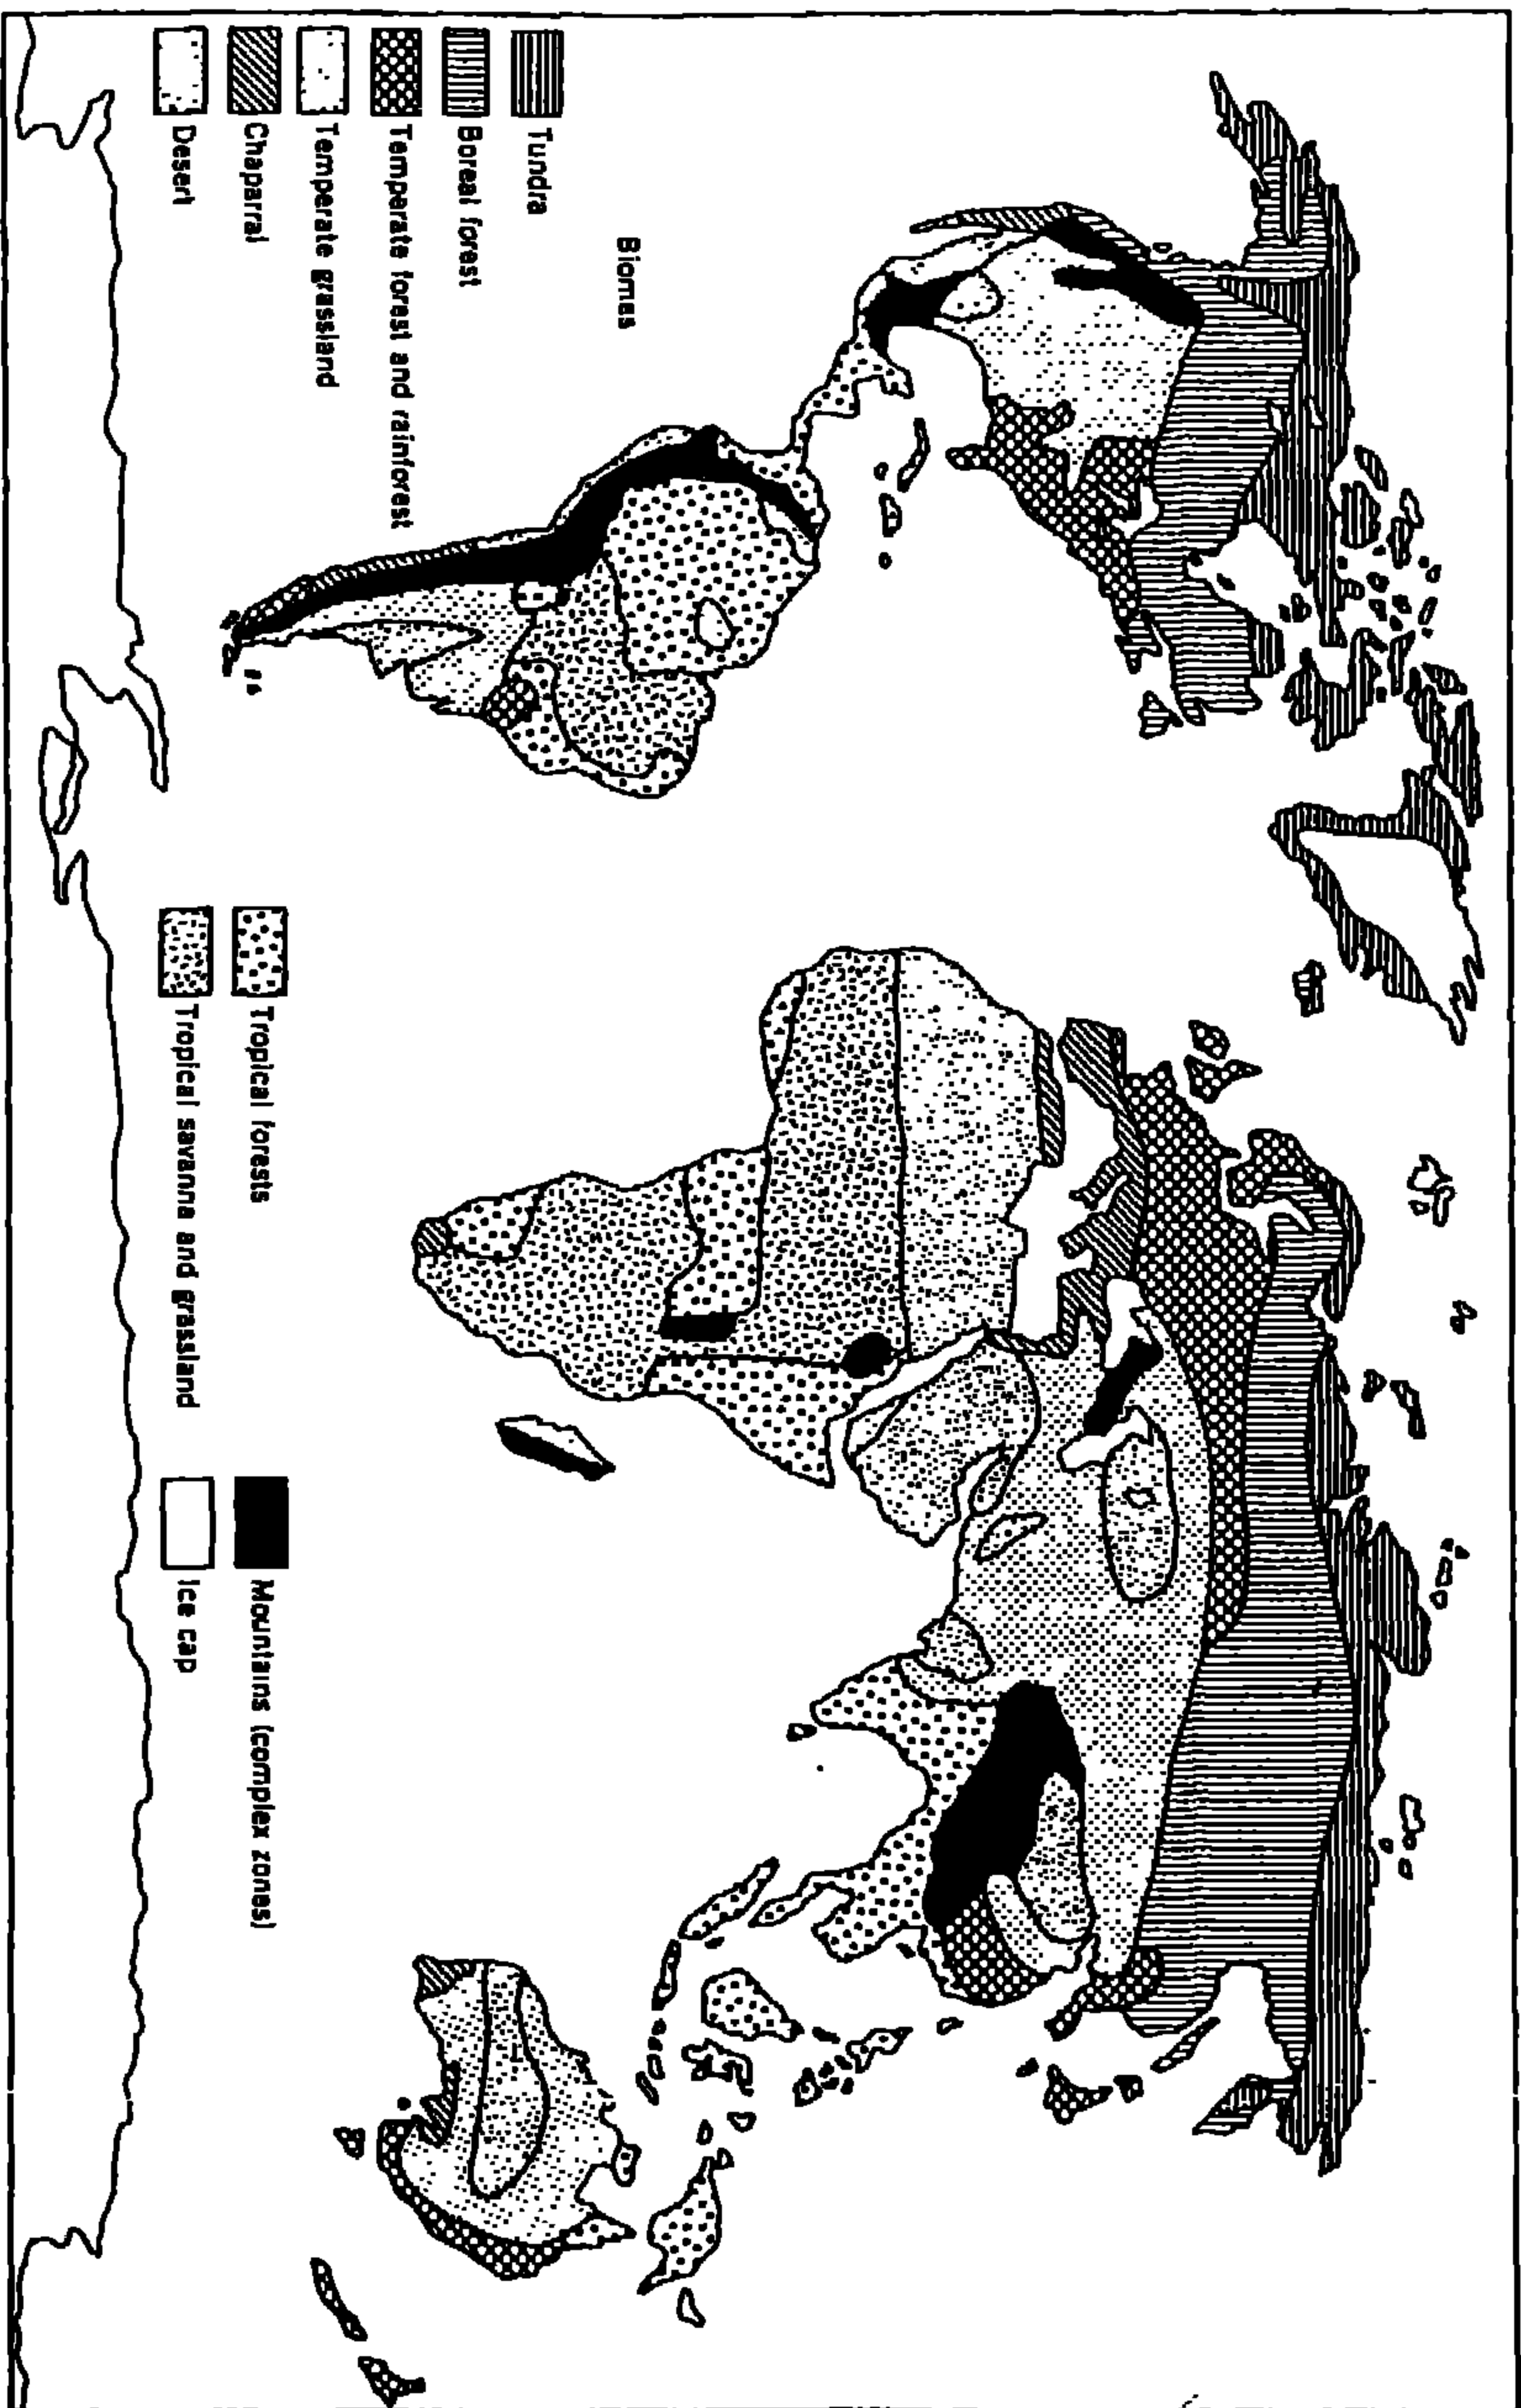 Biomes
Tundra
Boreal forest
Temperate forest and rainforest
Temperate grassland
Chaparral
Desert
Tropical forests
Tropical savanna and grassland
Mountains (complex zones)
Ice cap